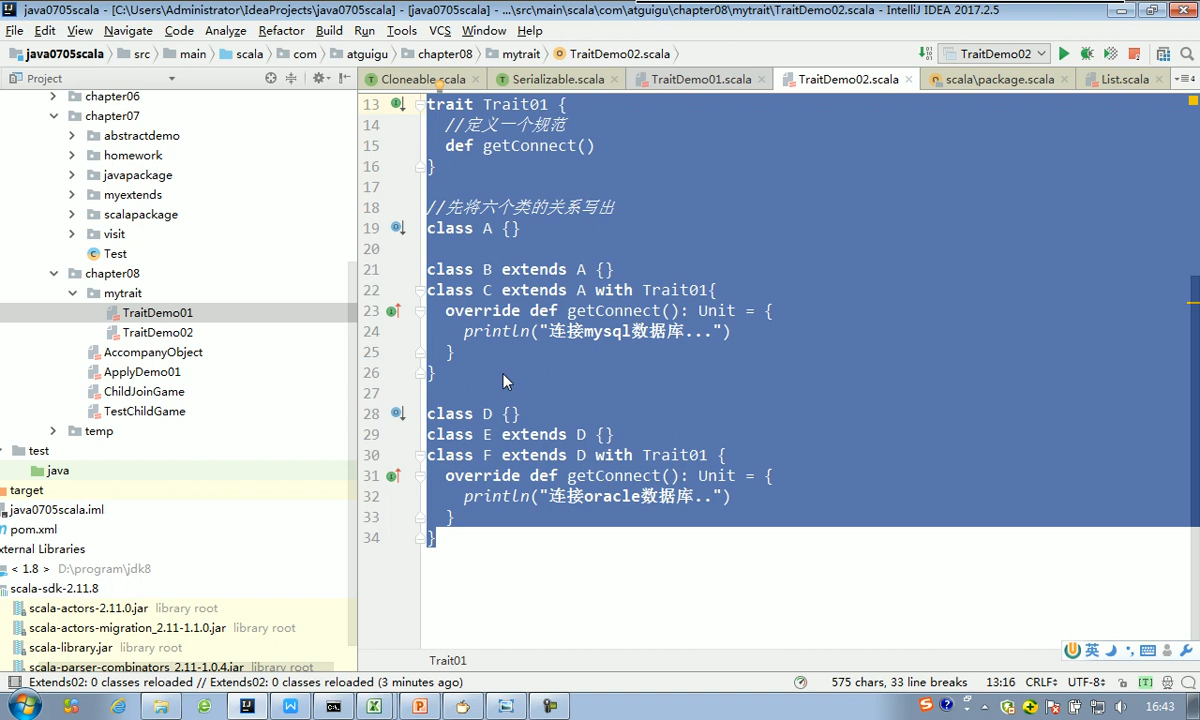 java0705scala - [C:\Users\Administrator\IdeaProjects\java0705scala] - [java0705scala] - ...\src\main\scala\com\atguigu\chapter08\mytrait\TraitDemo02.scala - IntelliJ IDEA 2017.2.5
File Edit View Navigate Code Analyze Refactor Build Run Tools VCS Window Help
java0705scala src main scala com atguigu chapter08 mytrait TraitDemo02.scala TraitDemo02
Project Cloneable.scala Serializable.scala TraitDemo01.scala TraitDemo02.scala scala\package.scala List.scala
chapter06
chapter07
abstractdemo
homework
javapackage
myextends
scalapackage
visit
Test
chapter08
mytrait
TraitDemo01
TraitDemo02
AccompanyObject
ApplyDemo01
ChildJoinGame
TestChildGame
temp
test
java
target
java0705scala.iml
pom.xml
xternal Libraries
< 1.8 > D:\program\jdk8
scala-sdk-2.11.8
scala-actors-2.11.0.jar library root
scala-actors-migration_2.11-1.1.0.jar library root
scala-library.jar library root
scala-parser-combinators_2.11-1.0.4.jar library root
13 trait Trait01 {
14 //定义一个规范
15 def getConnect()
16 }
17
18 //先将六个类的关系写出
19 class A {}
20
21 class B extends A {}
22 class C extends A with Trait01{
23 override def getConnect(): Unit = {
24 println("连接mysql数据库...")
25 }
26 }
27
28 class D {}
29 class E extends D {}
30 class F extends D with Trait01 {
31 override def getConnect(): Unit = {
32 println("连接oracle数据库..")
33 }
34 }
Trait01
英
Extends02: 0 classes reloaded // Extends02: 0 classes reloaded (3 minutes ago) 575 chars, 33 line breaks 13:16 CRLF UTF-8
16:43